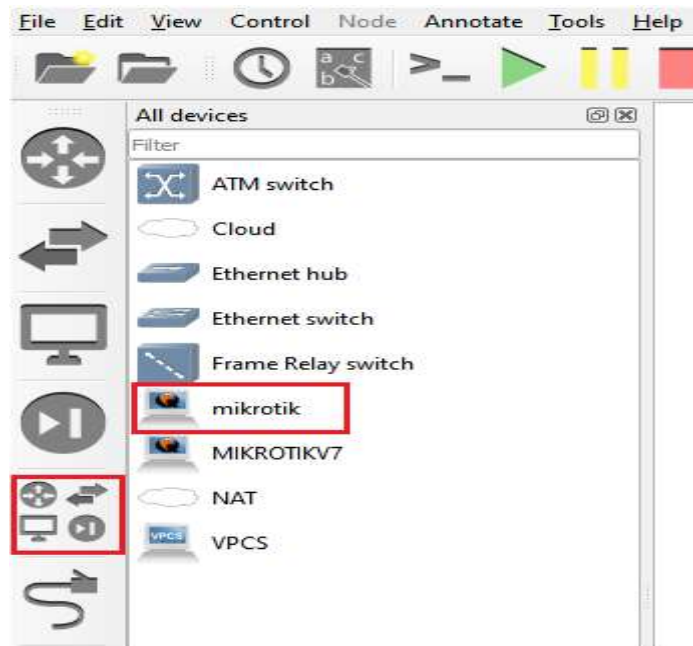 File Edit View Control Node Annotate Tools Help
a c
b
>_
All devices
Filter
ATM switch
Cloud
Ethernet hub
Ethernet switch
Frame Relay switch
mikrotik
MIKROTIKV7
NAT
VPCS
VPCS